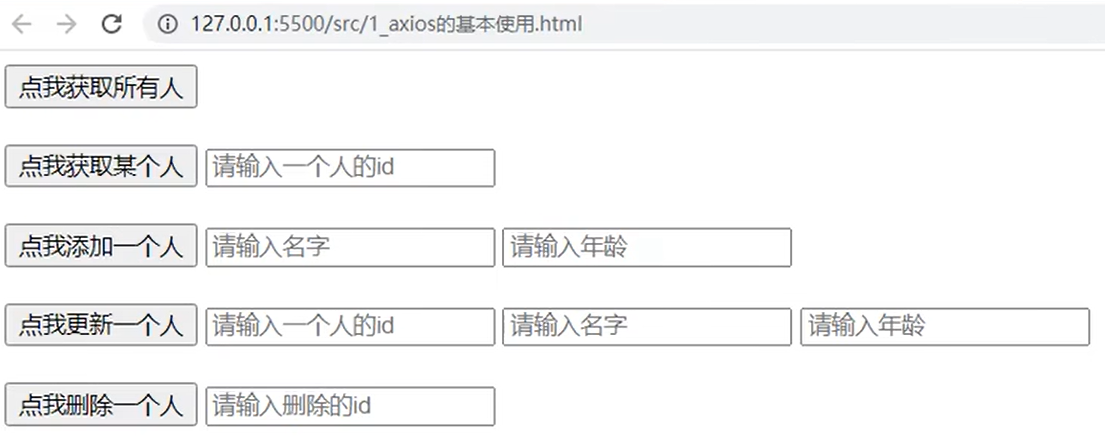 127.0.0.1:5500/src/1_axios的基本使用.html
点我获取所有人
点我获取某个人 请输入一个人的id
点我添加一个人 请输入名字 请输入年龄
点我更新一个人 请输入一个人的id 请输入名字 请输入年龄
点我删除一个人 请输入删除的id